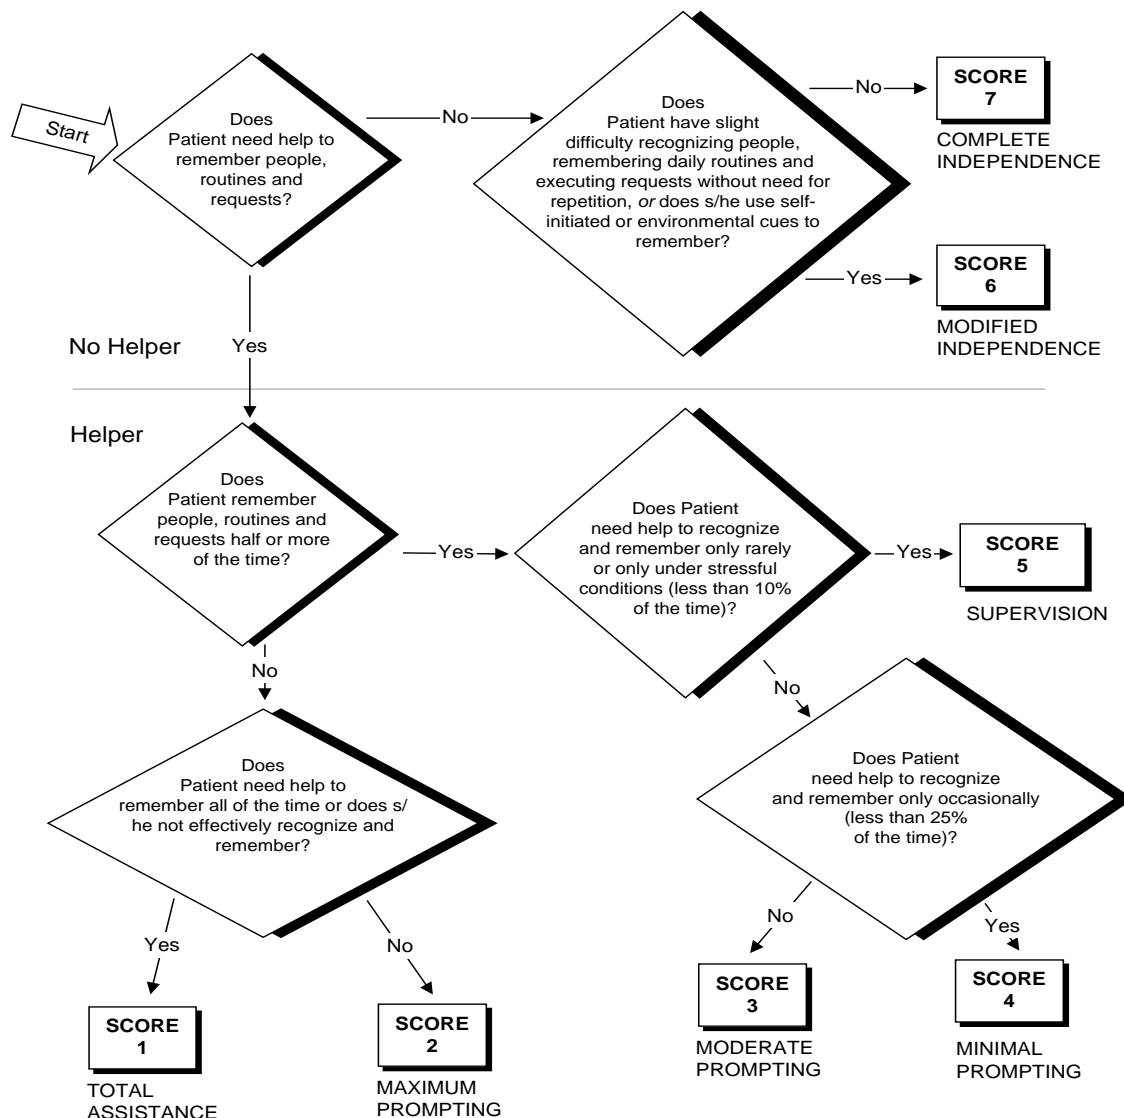 Start
Does
Patient need help to
remember people,
routines and
requests?
No
Does
Patient have slight
difficulty recognizing people,
remembering daily routines and
executing requests without need for
repetition, or does s/he use self-
initiated or environmental cues to
remember?
No
SCORE
7
COMPLETE
INDEPENDENCE
Yes
SCORE
6
MODIFIED
INDEPENDENCE
No Helper
Yes
Helper
Does
Patient remember
people, routines and
requests half or more
of the time?
Yes
Does Patient
need help to recognize
and remember only rarely
or only under stressful
conditions (less than 10%
of the time)?
Yes
SCORE
5
SUPERVISION
No
No
Does
Patient need help to
remember all of the time or does s/
he not effectively recognize and
remember?
Does Patient
need help to recognize
and remember only occasionally
(less than 25%
of the time)?
Yes
No
No
Yes
SCORE
1
TOTAL
ASSISTANCE
SCORE
2
MAXIMUM
PROMPTING
SCORE
3
MODERATE
PROMPTING
SCORE
4
MINIMAL
PROMPTING